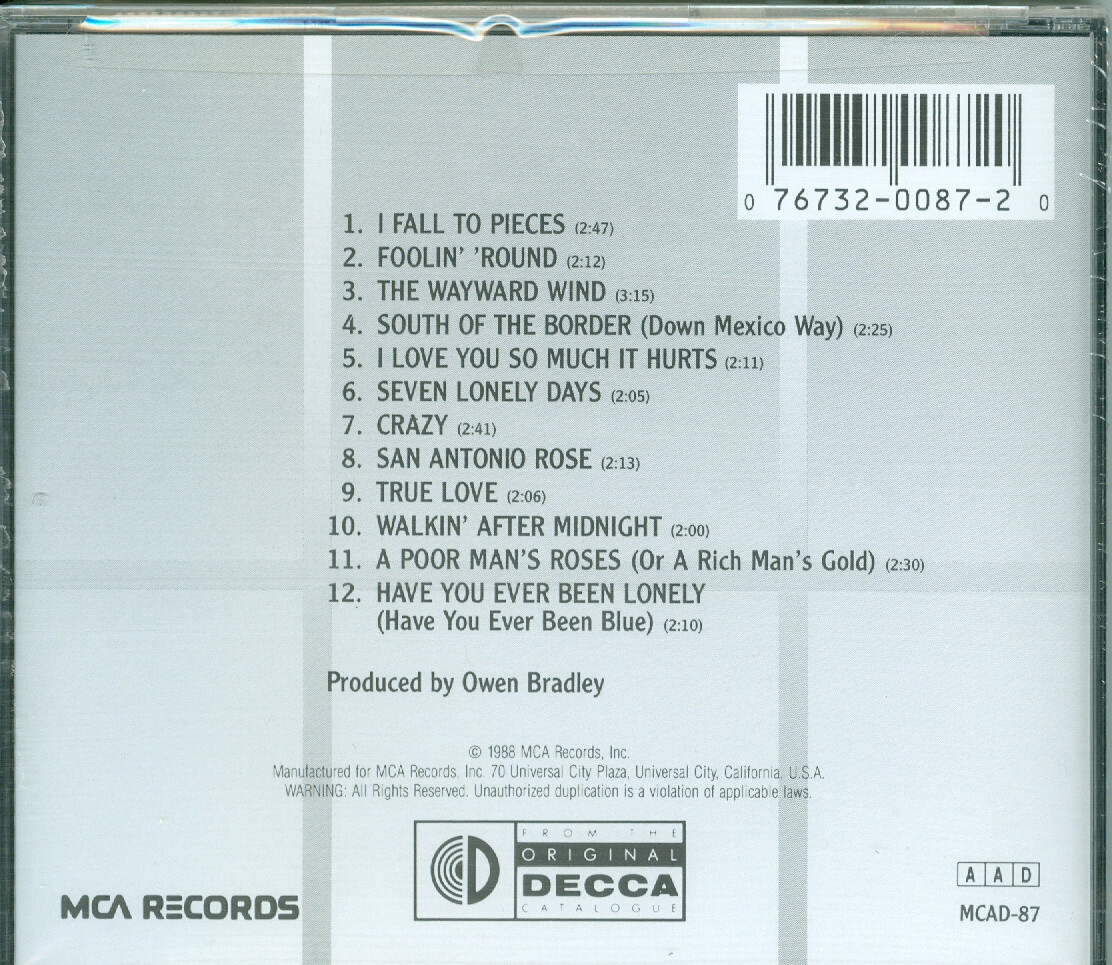 0 76732-0087-2 0
1. I FALL TO PIECES (2:47)
2. FOOLIN' 'ROUND (2:12)
3. THE WAYWARD WIND (3:15)
4. SOUTH OF THE BORDER (Down Mexico Way) (2:25)
5. I LOVE YOU SO MUCH IT HURTS (2:11)
6. SEVEN LONELY DAYS (2:05)
7. CRAZY (2:41)
8. SAN ANTONIO ROSE (2:13)
9. TRUE LOVE (2:06)
10. WALKIN' AFTER MIDNIGHT (2:00)
11. A POOR MAN'S ROSES (Or A Rich Man's Gold) (2:30)
12. HAVE YOU EVER BEEN LONELY
(Have You Ever Been Blue) (2:10)
Produced by Owen Bradley
© 1988 MCA Records, Inc.
Manufactured for MCA Records, Inc. 70 Universal City Plaza, Universal City, California, U.S.A.
WARNING: All Rights Reserved. Unauthorized duplication is a violation of applicable laws.
FROM THE
ORIGINAL
DECCA
CATALOGUE
MCA RECORDS
AAD
MCAD-87